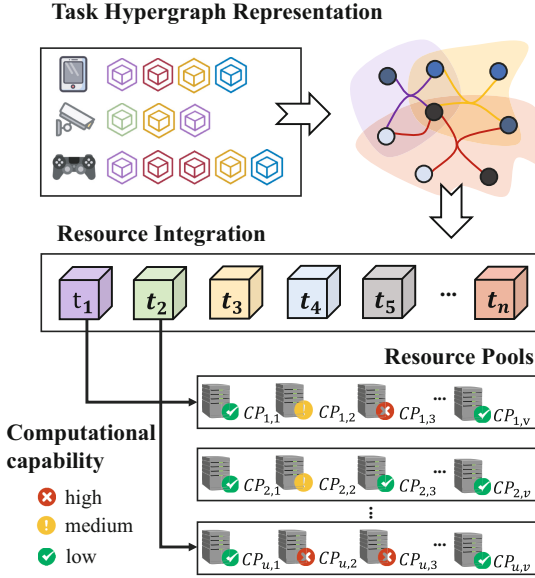 Task Hypergraph Representation
Resource Integration
t1 t2 t3 t4 t5 ... tn
Resource Pools
CP1,1 CP1,2 CP1,3 ... CP1,v
Computational
capability
high
medium
low
CP2,1 CP2,2 CP2,3 ... CP2,v
⋮
CPu,1 CPu,2 CPu,3 ... CPu,v